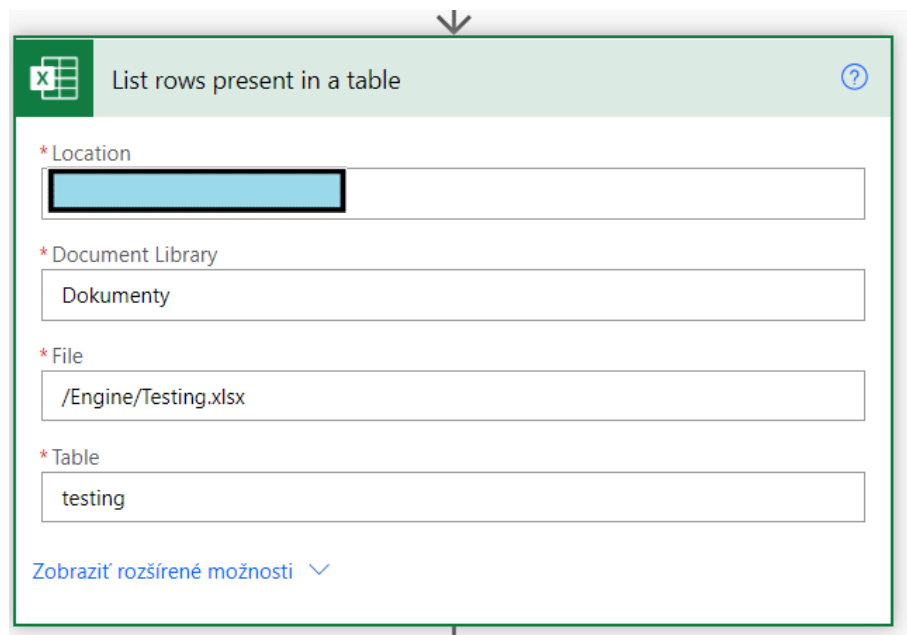 List rows present in a table
?
* Location
* Document Library
Dokumenty
* File
/Engine/Testing.xlsx
* Table
testing
Zobraziť rozšírené možnosti